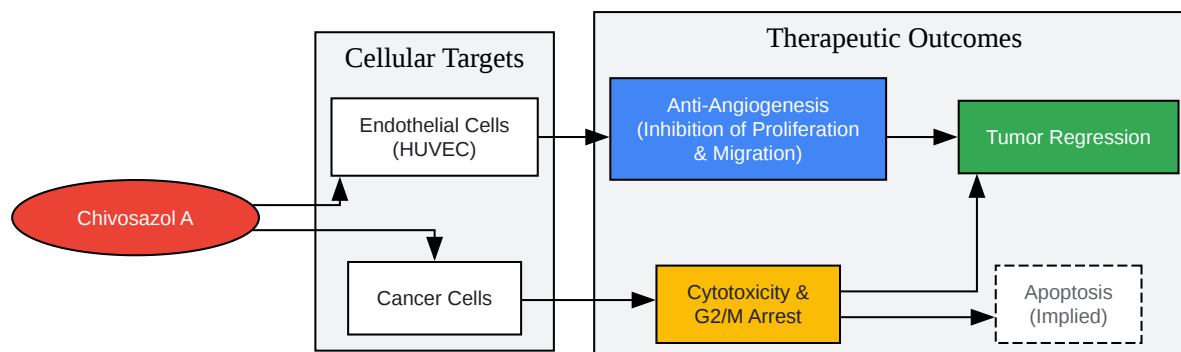 Cellular Targets
Therapeutic Outcomes
Chivosazol A
Endothelial Cells
(HUVEC)
Anti-Angiogenesis
(Inhibition of Proliferation
& Migration)
Tumor Regression
Cancer Cells
Cytotoxicity &
G2/M Arrest
Apoptosis
(Implied)